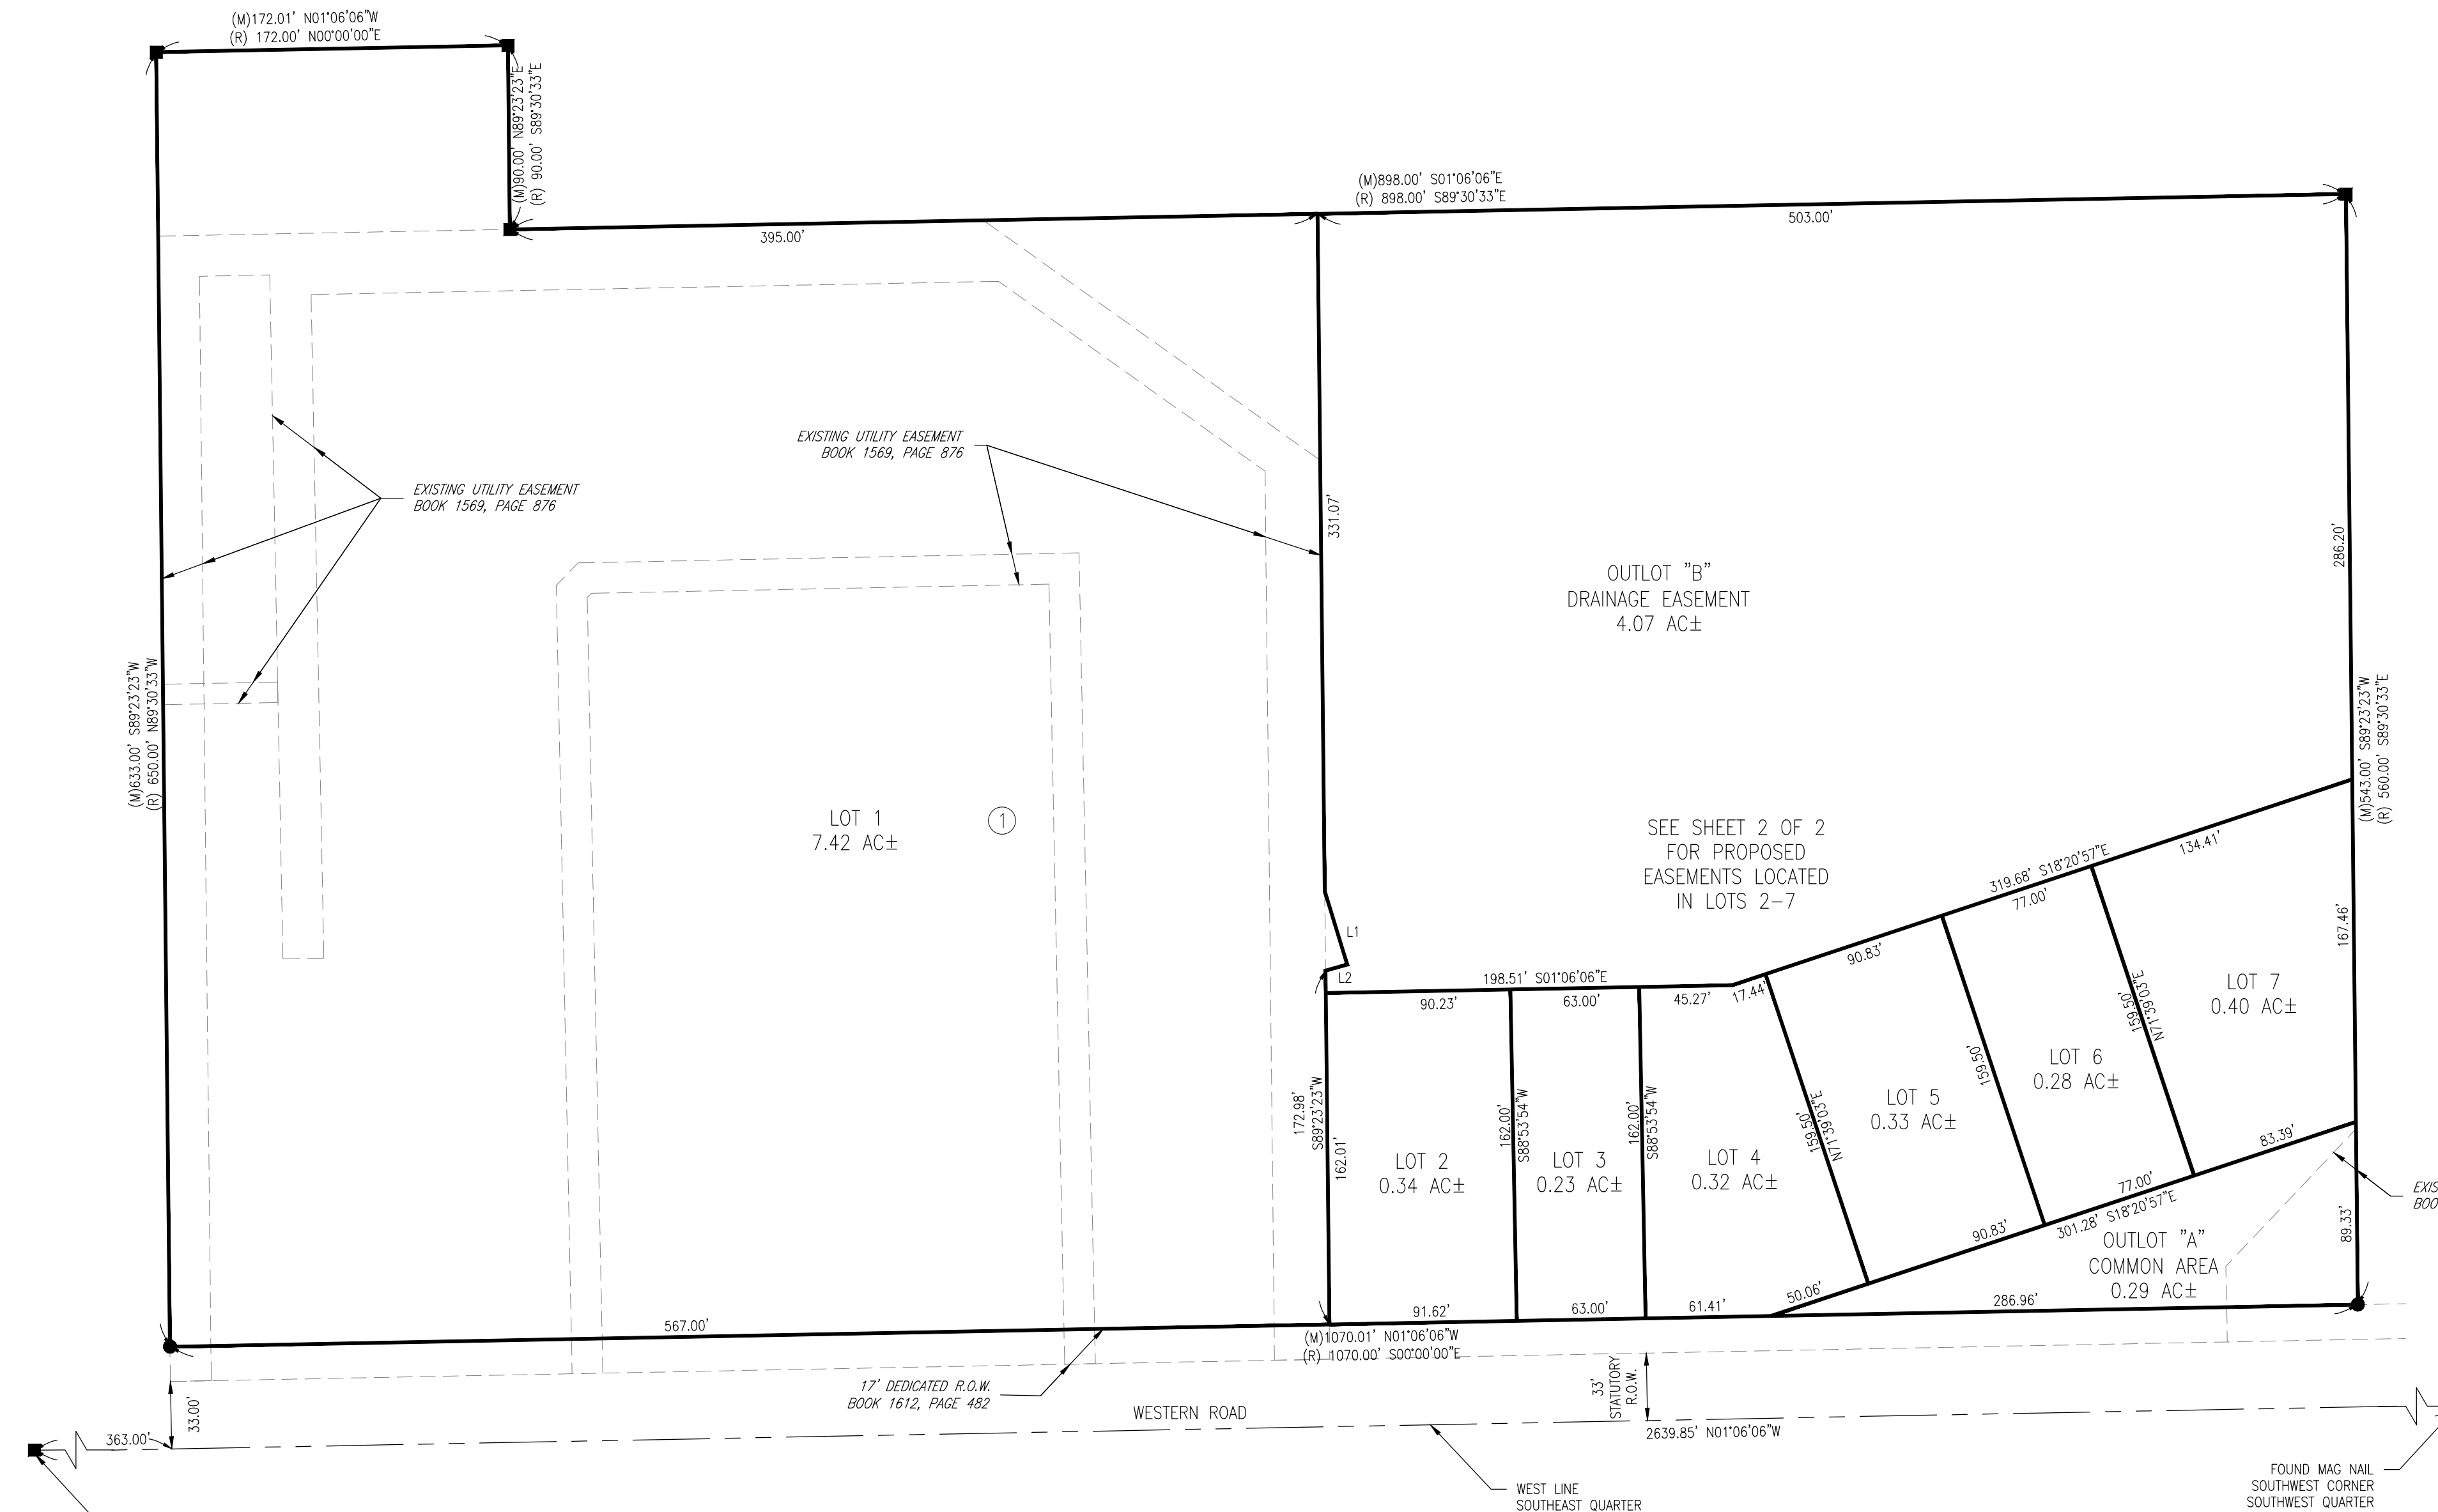 (M)172.01' N01°06'06"W
(R) 172.00' N00°00'00"E
(M)90.00' N89°23'23"E
(R) 90.00' S89°30'33"E
(M)898.00' S01°06'06"E
(R) 898.00' S89°30'33"E
395.00'
503.00'
EXISTING UTILITY EASEMENT
BOOK 1569, PAGE 876
EXISTING UTILITY EASEMENT
BOOK 1569, PAGE 876
331.07'
286.20'
OUTLOT "B"
DRAINAGE EASEMENT
4.07 AC±
(M)633.00' S89°23'23"W
(R) 650.00' N89°30'33"W
(M)543.00' S89°23'23"W
(R) 560.00' S89°30'33"E
LOT 1
7.42 AC±
1
SEE SHEET 2 OF 2
FOR PROPOSED
EASEMENTS LOCATED
IN LOTS 2-7
319.68' S18°20'57"E
134.41'
77.00'
90.83'
17.44'
L1
L2
198.51' S01°06'06"E
90.23'
63.00'
45.27'
167.46'
LOT 7
0.40 AC±
159.50'
N71°39'03"E
LOT 6
0.28 AC±
159.50'
LOT 5
0.33 AC±
159.50'
N71°39'03"E
172.98'
S89°23'23"W
162.01'
162.00'
S88°53'54"W
162.00'
S88°53'54"W
LOT 2
0.34 AC±
LOT 3
0.23 AC±
LOT 4
0.32 AC±
83.39'
77.00'
301.28' S18°20'57"E
90.83'
50.06'
EXIS
BOO
89.33'
OUTLOT "A"
COMMON AREA
0.29 AC±
567.00'
91.62'
63.00'
61.41'
286.96'
(M)1070.01' N01°06'06"W
(R) 1070.00' S00°00'00"E
17' DEDICATED R.O.W.
BOOK 1612, PAGE 482
33'
STATUTORY
R.O.W.
33.00'
363.00'
WESTERN ROAD
2639.85' N01°06'06"W
WEST LINE
SOUTHEAST QUARTER
FOUND MAG NAIL
SOUTHWEST CORNER
SOUTHWEST QUARTER